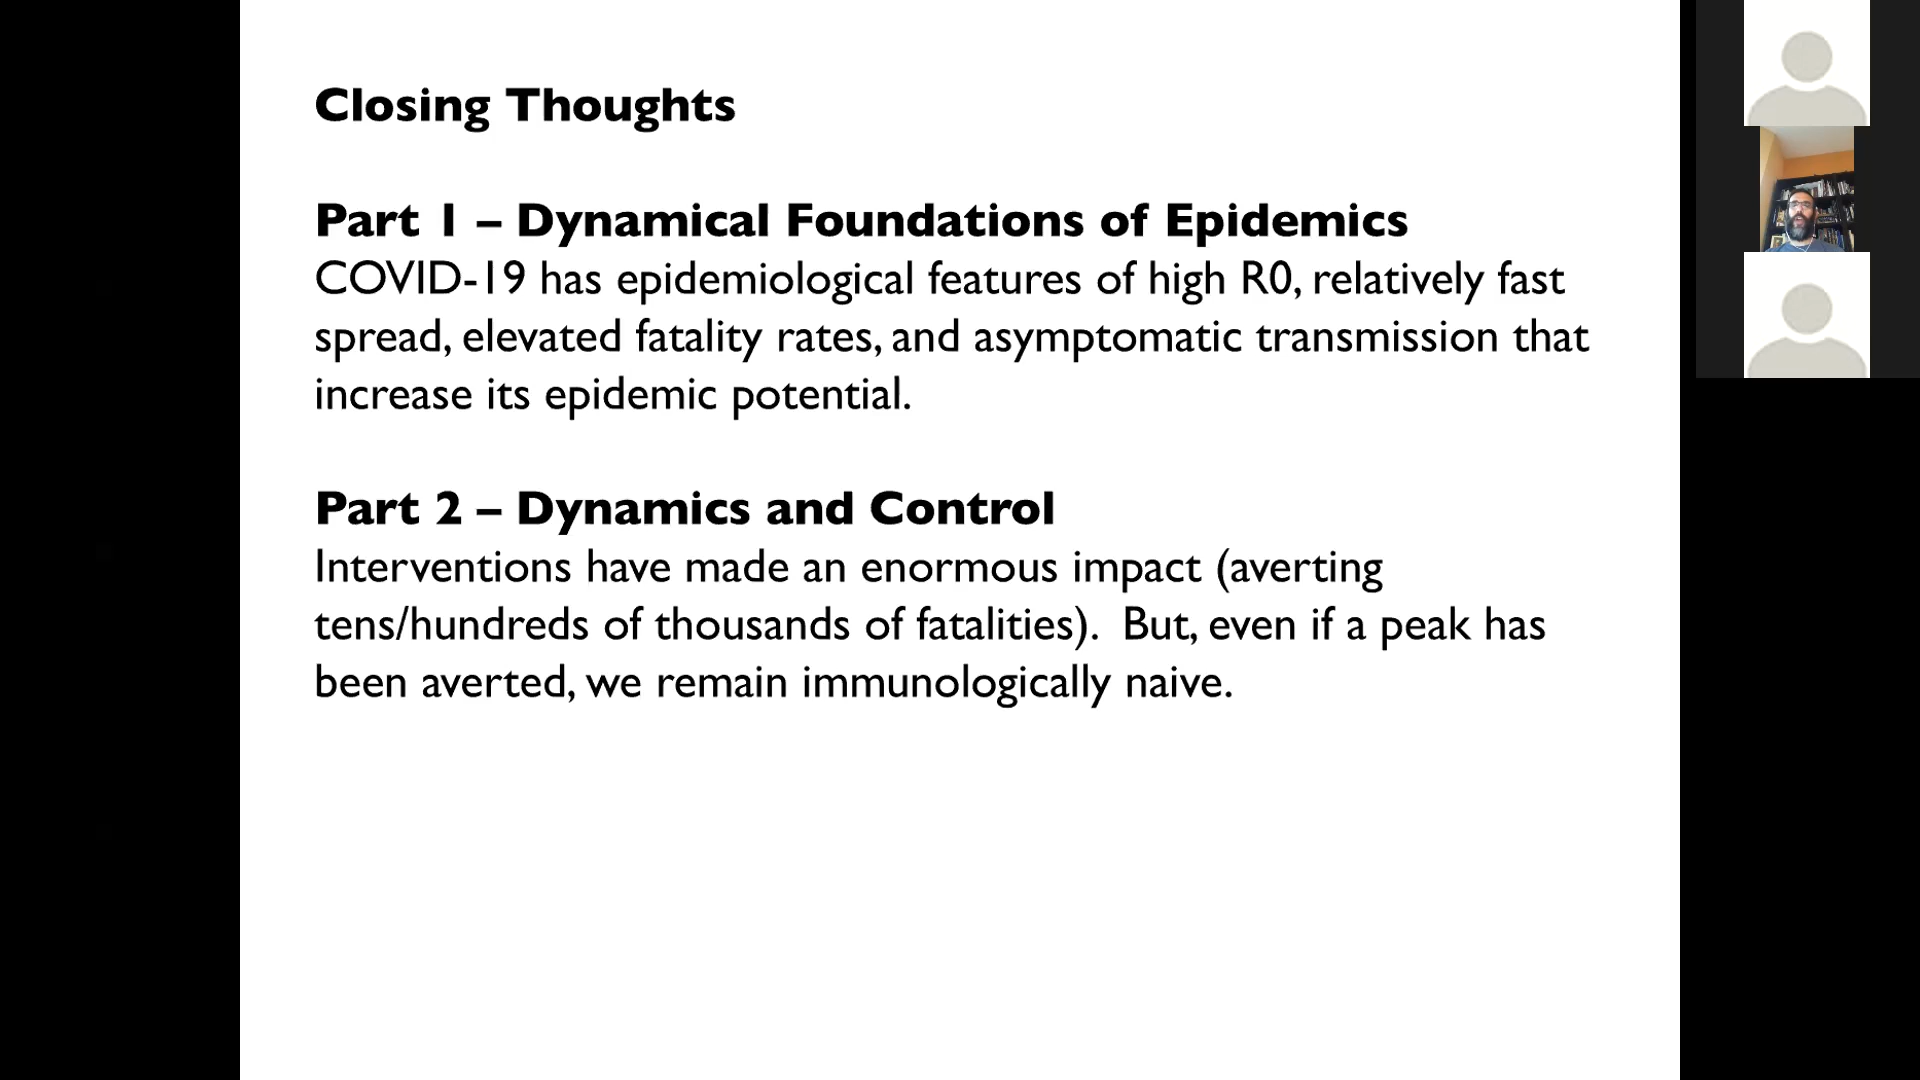 Closing Thoughts
Part 1 – Dynamical Foundations of Epidemics
COVID-19 has epidemiological features of high R0, relatively fast
spread, elevated fatality rates, and asymptomatic transmission that
increase its epidemic potential.
Part 2 – Dynamics and Control
Interventions have made an enormous impact (averting
tens/hundreds of thousands of fatalities).  But, even if a peak has
been averted, we remain immunologically naive.